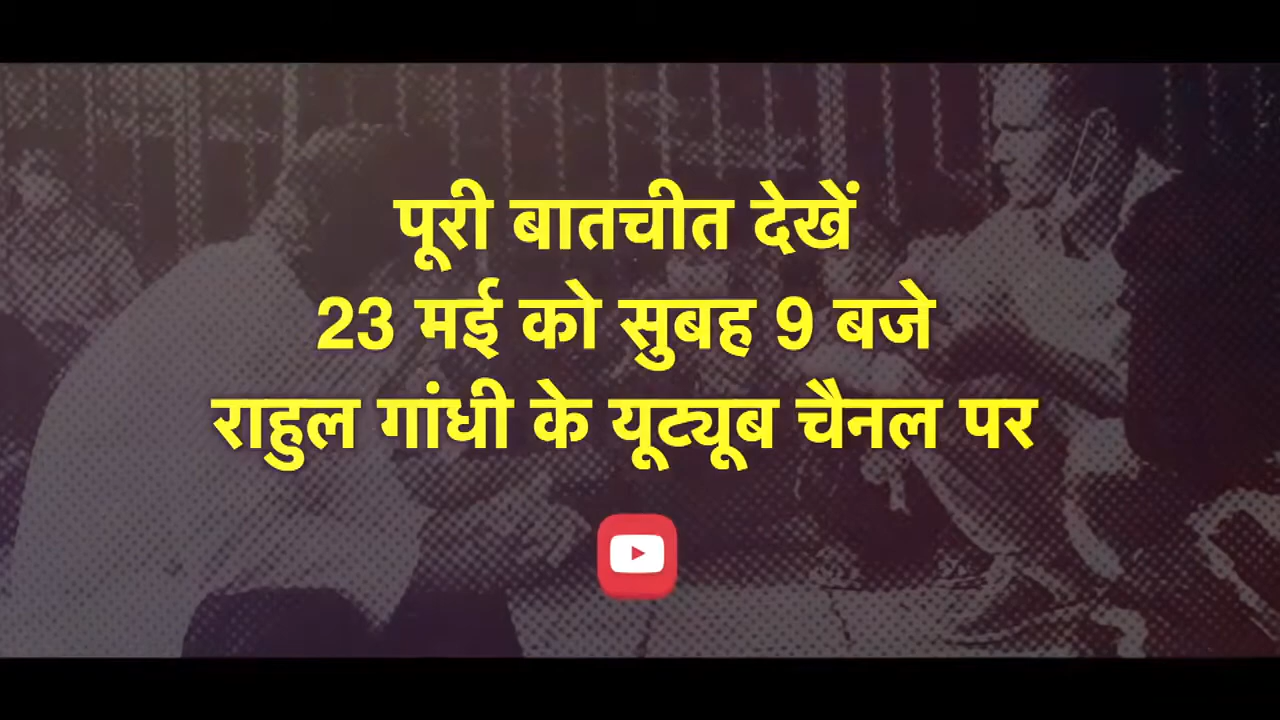 पूरी बातचीत देखें
23 मई को सुबह 9 बजे
राहुल गांधी के यूट्यूब चैनल पर